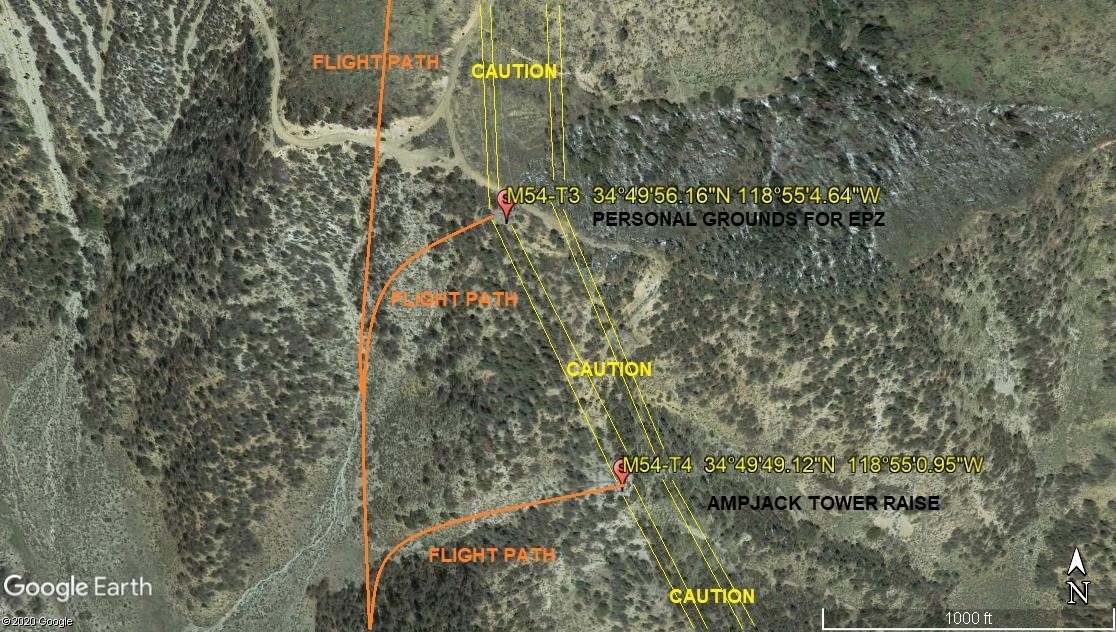 FLIGHT PATH
CAUTION
M54-T3 34°49'56.16"N 118°55'4.64"W
PERSONAL GROUNDS FOR EPZ
FLIGHT PATH
CAUTION
M54-T4 34°49'49.12"N 118°55'0.95"W
AMPJACK TOWER RAISE
FLIGHT PATH
CAUTION
Google Earth
N
1000 ft
©2020 Google